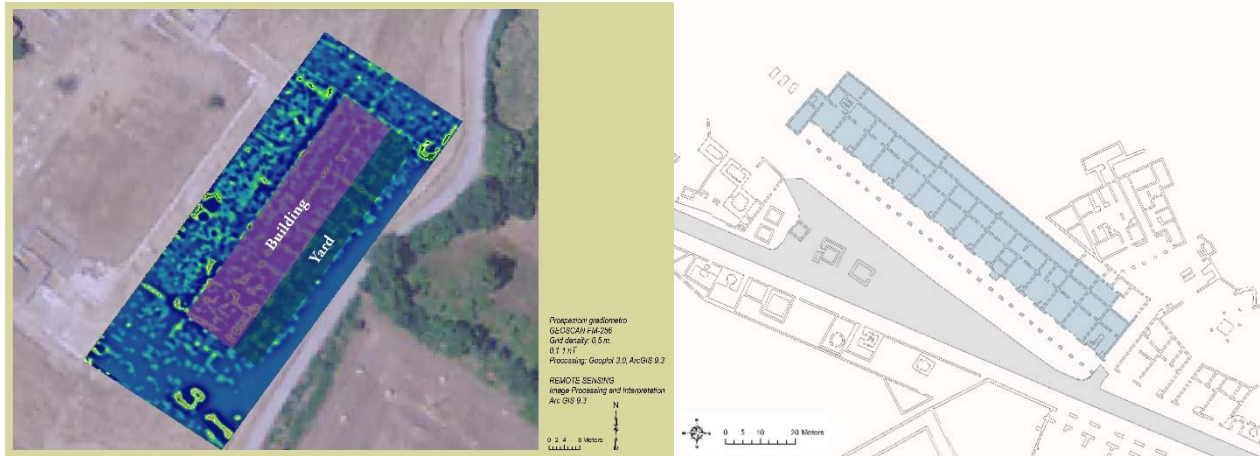 Building
Yard
Prospezioni gradiometro
GEOSCAN FM-256
Grid density: 0,5 m.
0,1 1 nT
Processing: Geoplot 3.0, ArcGIS 9.3
REMOTE SENSING
Image Processing and Interpretation
Arc GIS 9.3
N
0 2 4 8 Meters
0 5 10 20 Meters